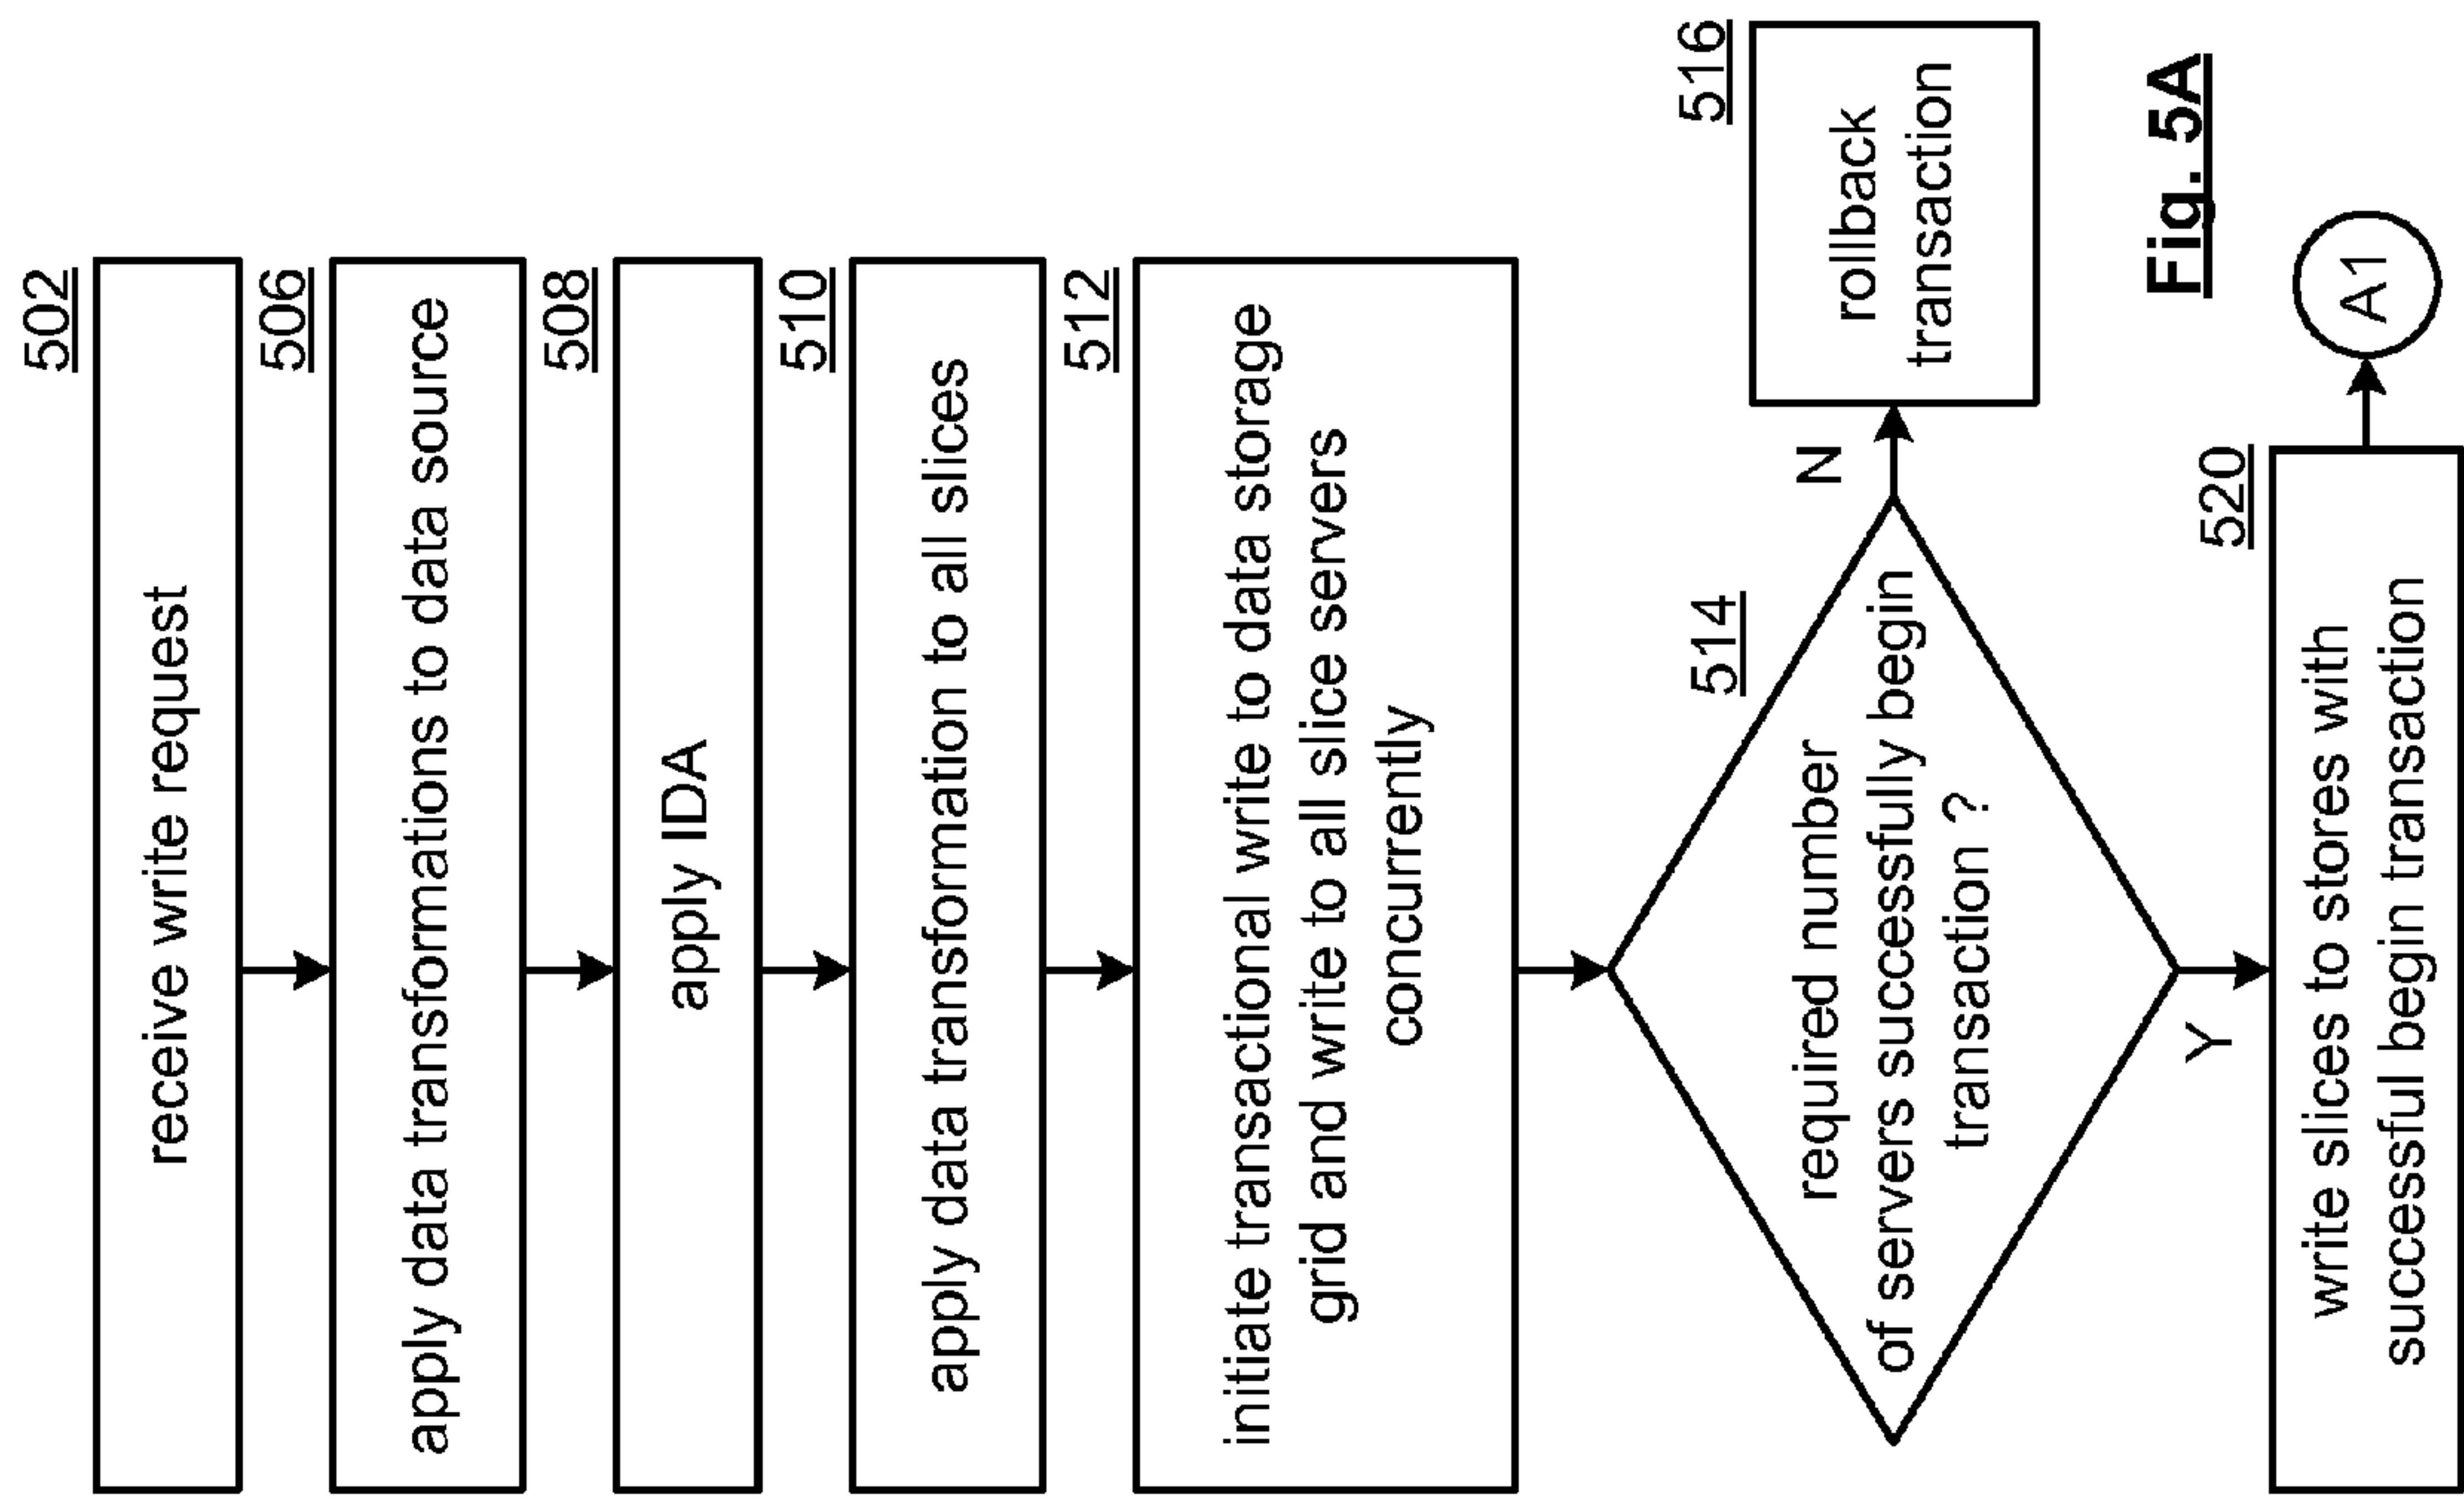 502
receive write request
506
apply data transformations to data source
508
apply IDA
510
apply data transformation to all slices
512
initiate transactional write to data storage
grid and write to all slice servers
concurrently
514
required number
of servers successfully begin
transaction ?
N
516
rollback
transaction
Y
520
write slices to stores with
successful begin transaction
A1
Fig. 5A